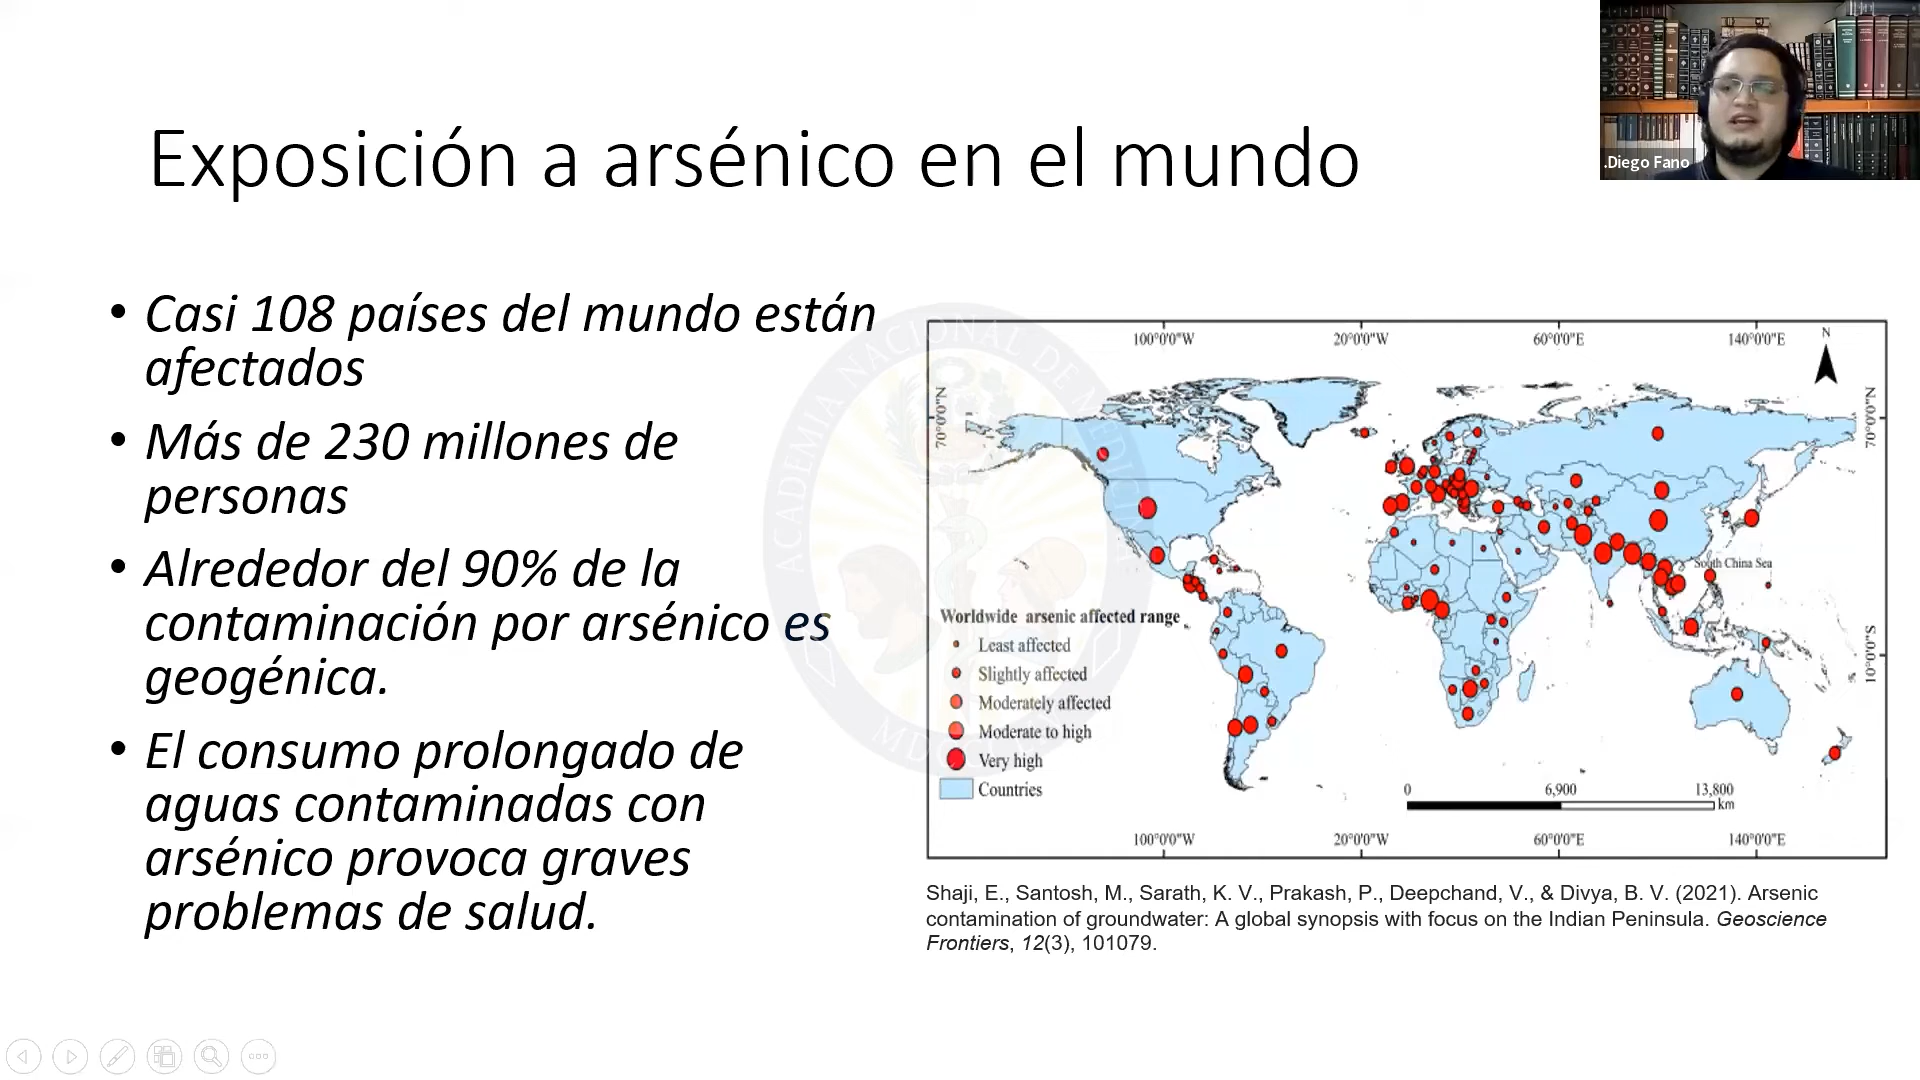 Exposición a arsénico en el mundo
.Diego Fano
• Casi 108 países del mundo están
afectados
• Más de 230 millones de
personas
• Alrededor del 90% de la
contaminación por arsénico es
geogénica.
• El consumo prolongado de
aguas contaminadas con
arsénico provoca graves
problemas de salud.
ACADEMIA NACIONAL DE MEDICINA
100°0'0"W 20°0'0"W 60°0'0"E 140°0'0"E
N
70°0'0"N
70°0'0"N
South China Sea
Worldwide arsenic affected range
Least affected
Slightly affected
Moderately affected
Moderate to high
Very high
Countries
10°0'0"S
0 6,900 13,800
km
100°0'0"W 20°0'0"W 60°0'0"E 140°0'0"E
Shaji, E., Santosh, M., Sarath, K. V., Prakash, P., Deepchand, V., & Divya, B. V. (2021). Arsenic
contamination of groundwater: A global synopsis with focus on the Indian Peninsula. Geoscience
Frontiers, 12(3), 101079.